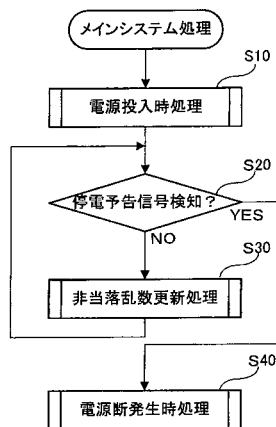 メインシステム処理
S10
電源投入時処理
S20
停電予告信号検知?
YES
NO
S30
非当落乱数更新処理
S40
電源断発生時処理